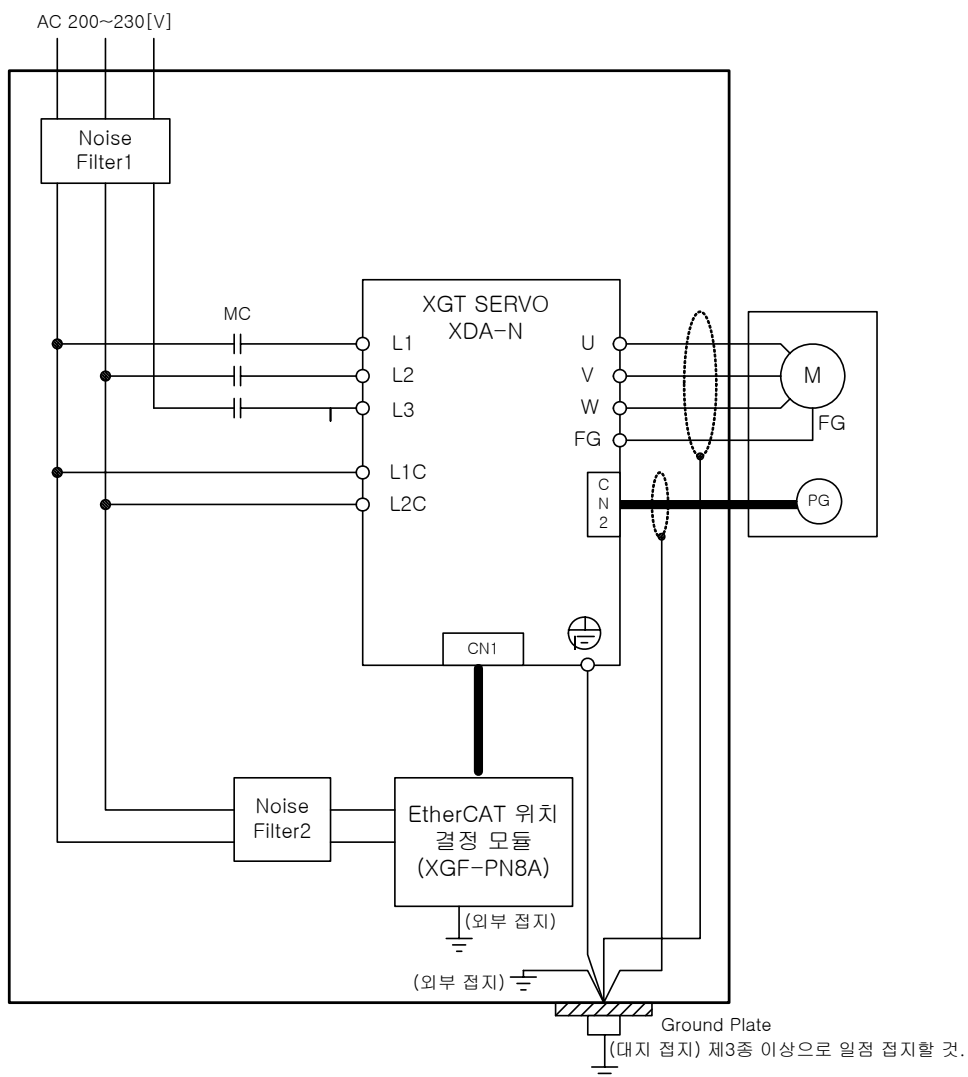 AC 200~230[V]
Noise
Filter1
MC
XGT SERVO
XDA-N
L1
L2
L3
L1C
L2C
U
V
W
FG
C
N
2
M
FG
PG
CN1
Noise
Filter2
EtherCAT 위치
결정 모듈
(XGF-PN8A)
(외부 접지)
(외부 접지)
Ground Plate
(대지 접지) 제3종 이상으로 일점 접지할 것.